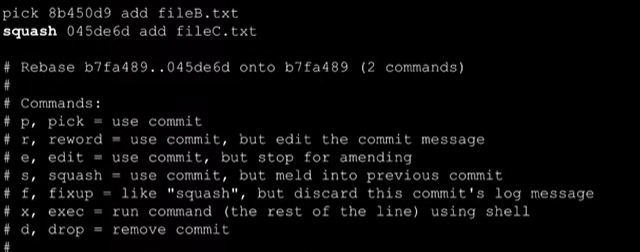 pick 8b450d9 add fileB.txt
squash 045de6d add fileC.txt
# Rebase b7fa489..045de6d onto b7fa489 (2 commands)
#
# Commands:
# p, pick = use commit
# r, reword = use commit, but edit the commit message
# e, edit = use commit, but stop for amending
# s, squash = use commit, but meld into previous commit
# f, fixup = like "squash", but discard this commit's log message
# x, exec = run command (the rest of the line) using shell
# d, drop = remove commit
#